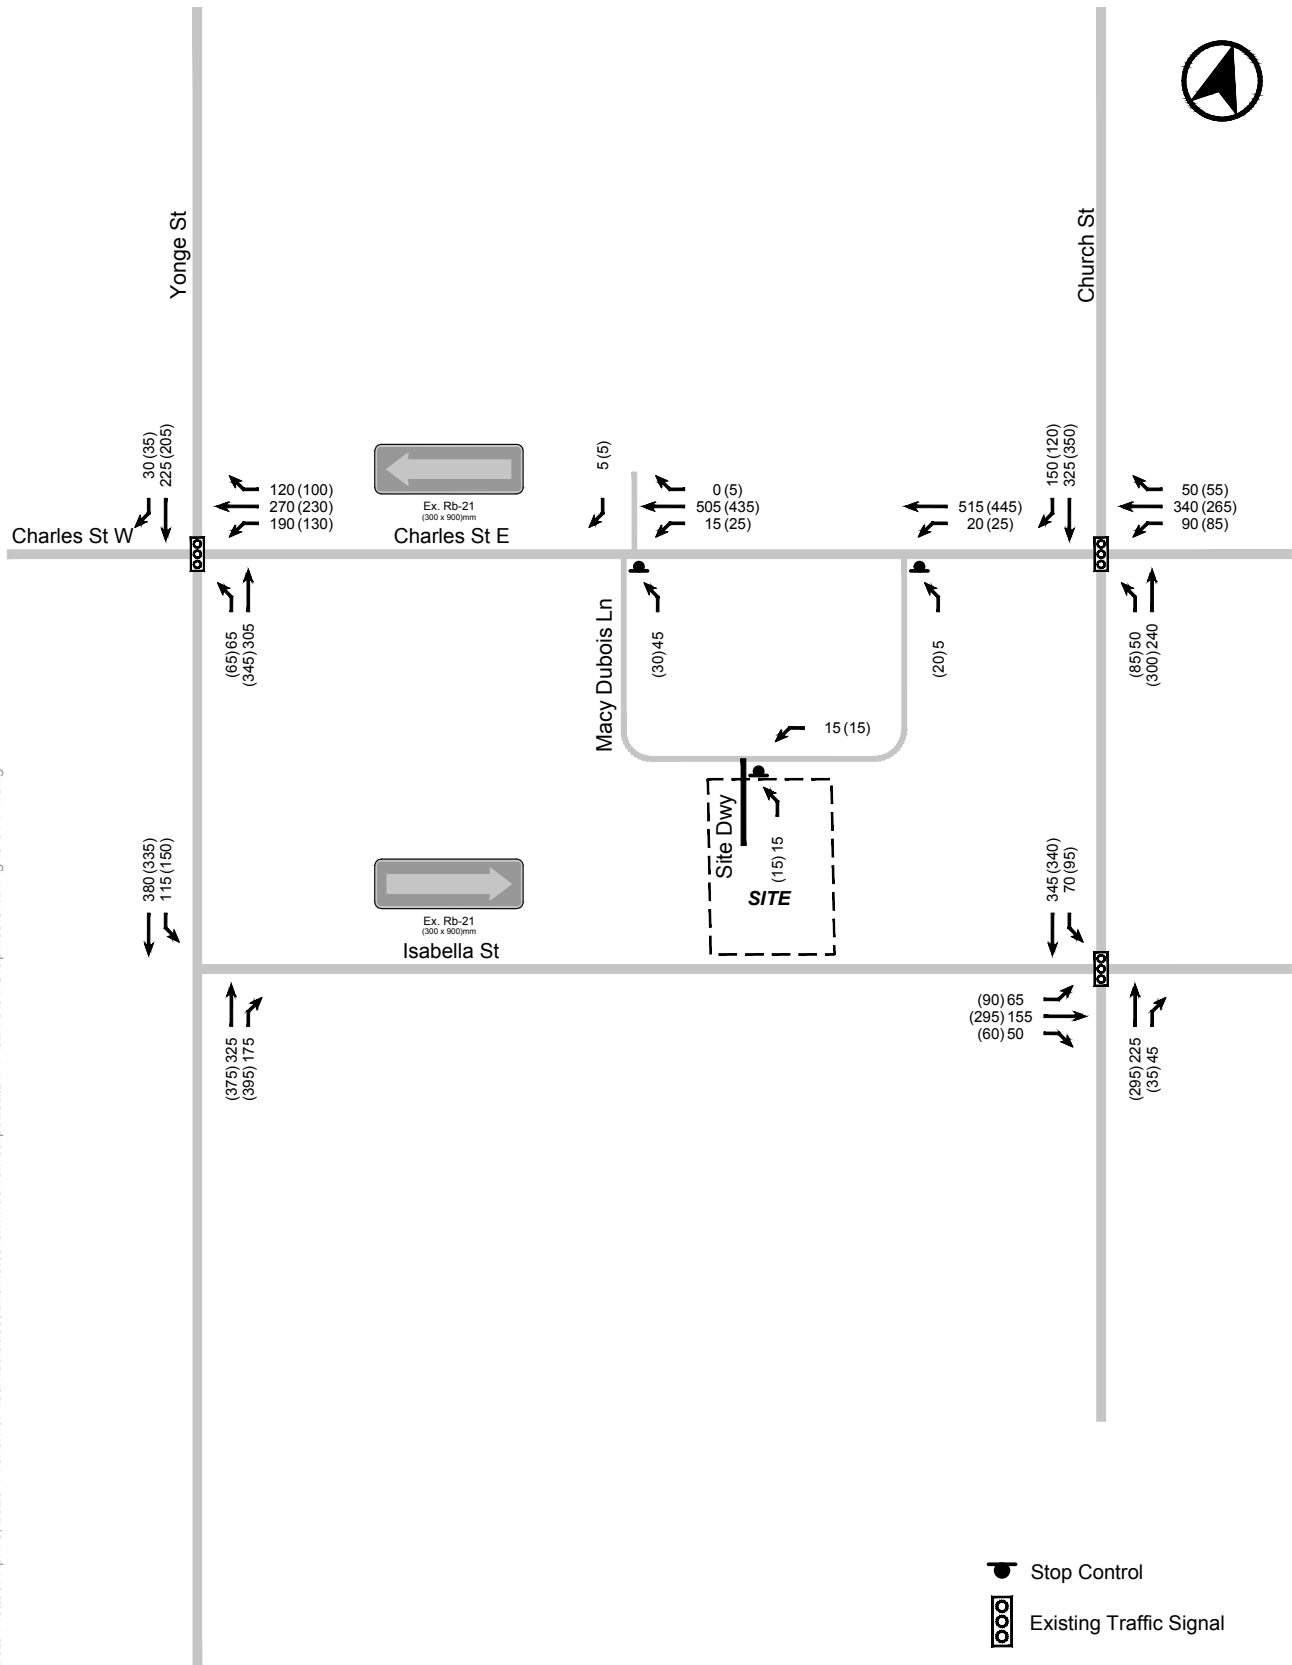 Yonge St
Church St
30 (35)
225 (205)
120 (100)
270 (230)
190 (130)
Ex. Rb-21
(300 x 900)mm
Charles St W
Charles St E
5 (5)
0 (5)
505 (435)
15 (25)
515 (445)
20 (25)
150 (120)
325 (350)
50 (55)
340 (265)
90 (85)
(65) 65
(345) 305
Macy Dubois Ln
(30) 45
(20) 5
(85) 50
(300) 240
15 (15)
Site Dwy
(15) 15
SITE
380 (335)
115 (150)
Ex. Rb-21
(300 x 900)mm
Isabella St
345 (340)
70 (95)
(90) 65
(295) 155
(60) 50
(375) 325
(395) 175
(295) 225
(35) 45
Stop Control
Existing Traffic Signal